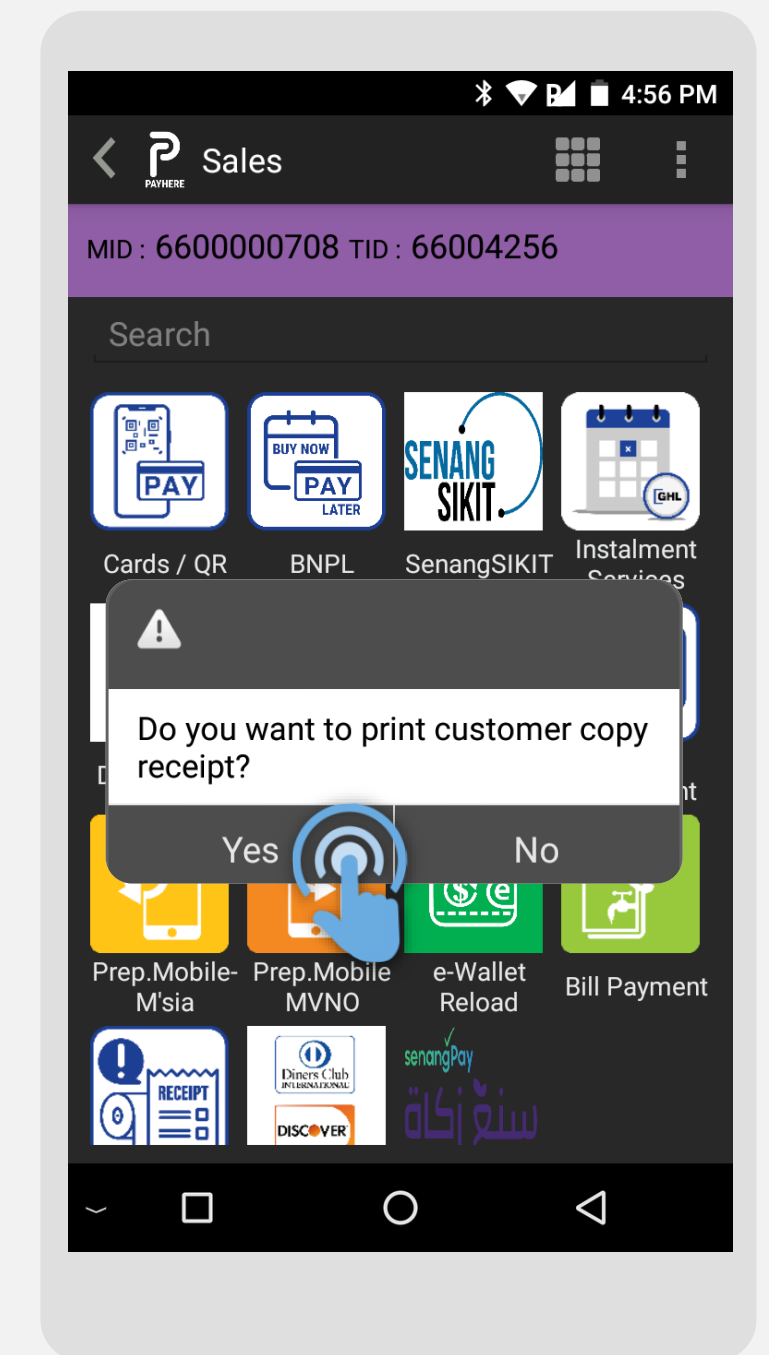 4:56 PM
PAYHERE
Sales
MID : 6600000708 TID : 66004256
Search
PAY
BUY NOW
PAY
LATER
SENANG
SIKIT.
x
GHL
Cards / QR
BNPL
SenangSIKIT
Instalment
Services
Do you want to print customer copy
receipt?
Yes
No
$ e
Prep.Mobile-
M'sia
Prep.Mobile
MVNO
e-Wallet
Reload
Bill Payment
RECEIPT
Diners Club
INTERNATIONAL
DISCOVER
senangPay